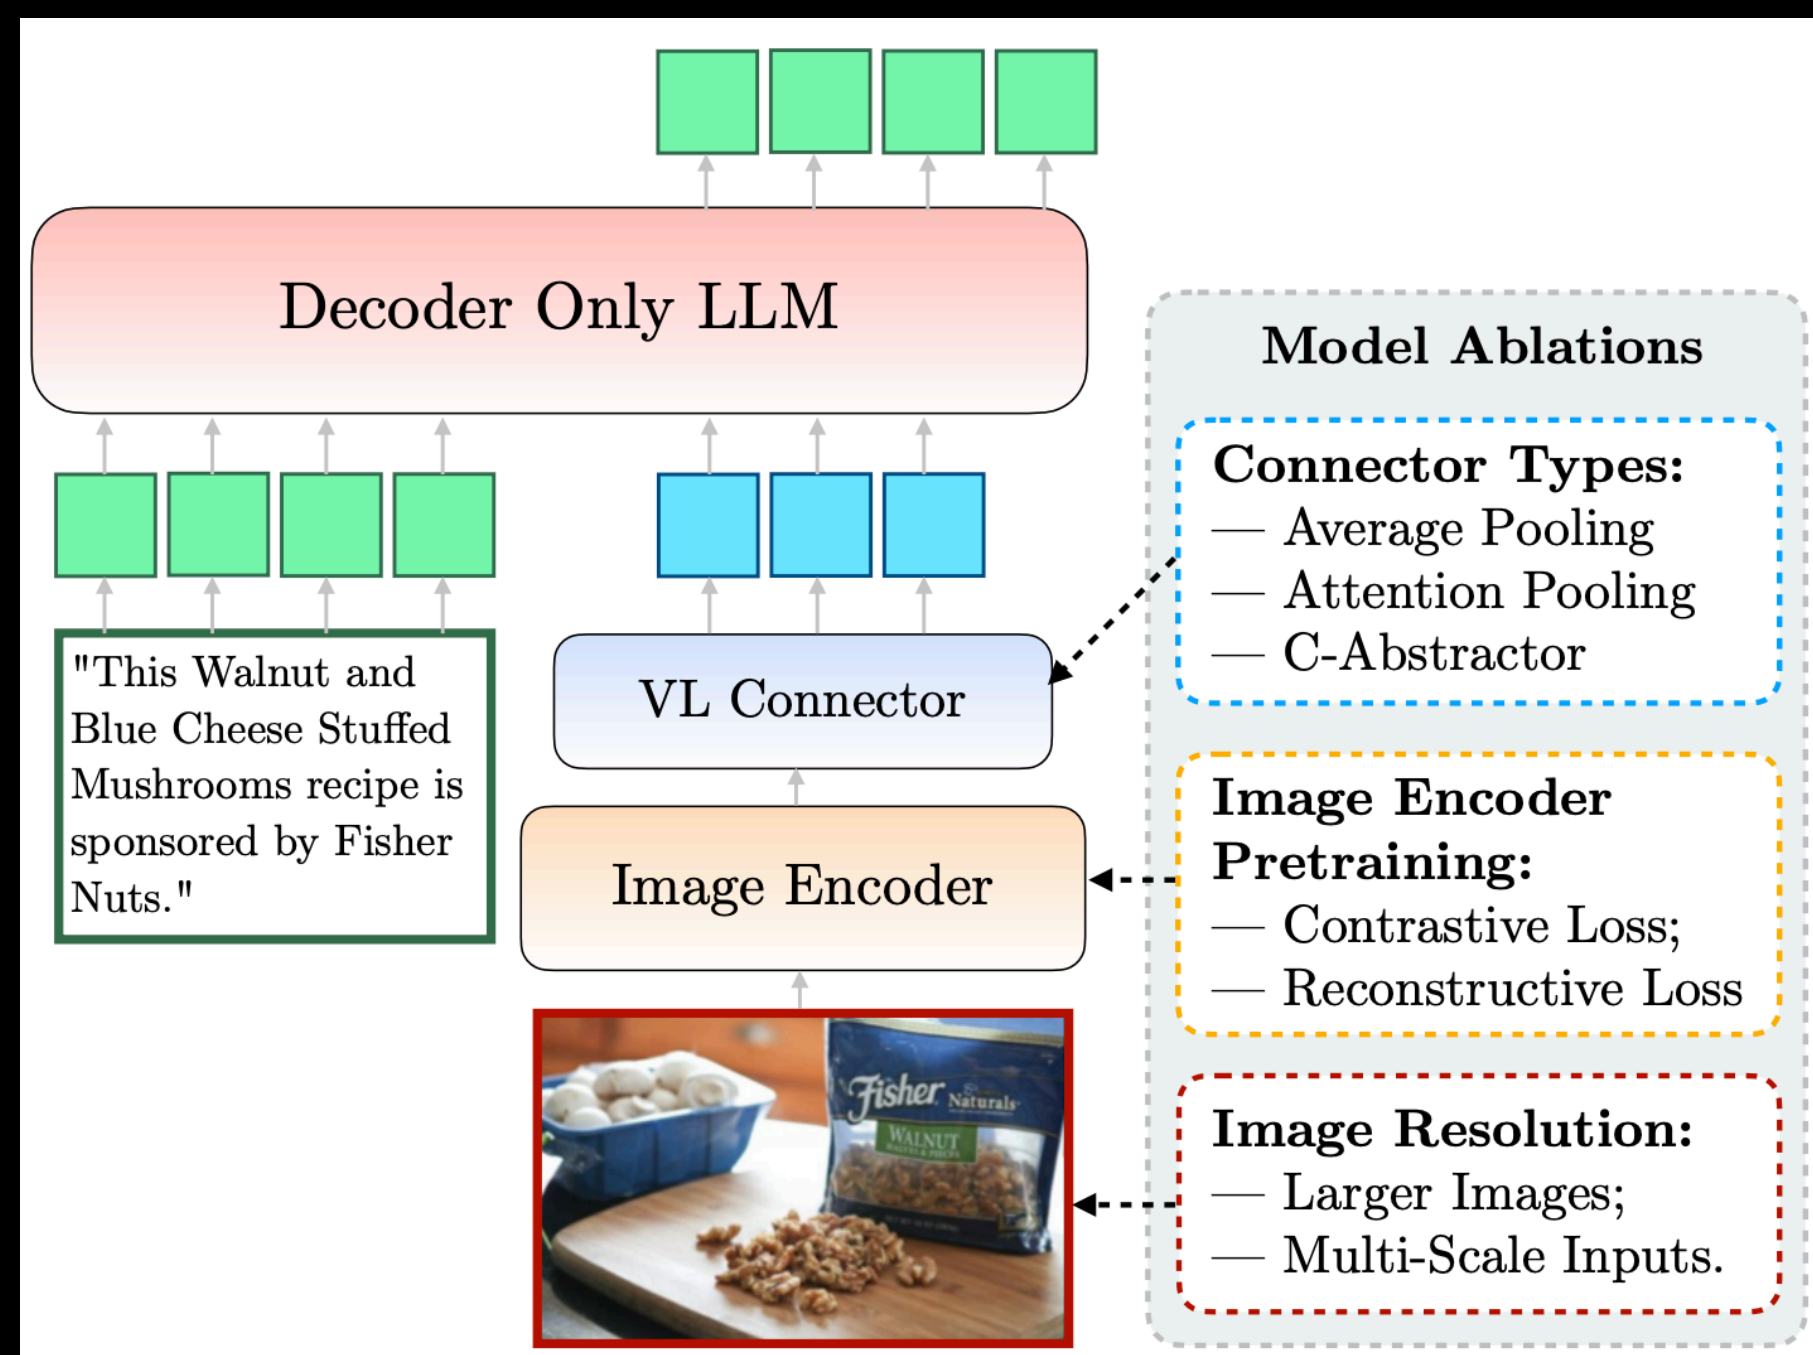 Decoder Only LLM
Model Ablations
Connector Types:
— Average Pooling
— Attention Pooling
— C-Abstractor
"This Walnut and
Blue Cheese Stuffed
Mushrooms recipe is
sponsored by Fisher
Nuts."
VL Connector
Image Encoder
Image Encoder
Pretraining:
— Contrastive Loss;
— Reconstructive Loss
Fisher
Naturals
WALNUT
HALVES & PIECES
Image Resolution:
— Larger Images;
— Multi-Scale Inputs.